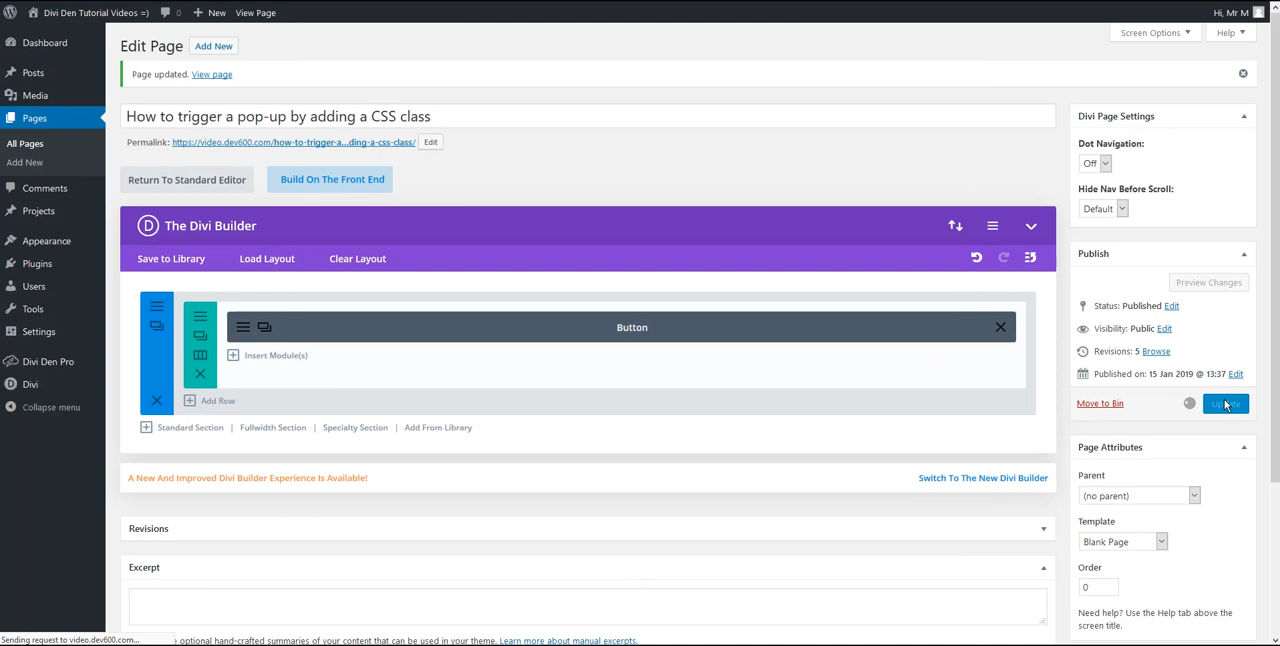 Divi Den Tutorial Videos =) 0 New View Page Hi, Mr M
Dashboard
Posts
Media
Pages
All Pages
Add New
Comments
Projects
Appearance
Plugins
Users
Tools
Settings
Divi Den Pro
Divi
Collapse menu
Screen Options Help
Edit Page Add New
Page updated. View page
How to trigger a pop-up by adding a CSS class
Permalink: https://video.dev600.com/how-to-trigger-a...ding-a-css-class/ Edit
Return To Standard Editor Build On The Front End
D The Divi Builder
Save to Library Load Layout Clear Layout
Button
Insert Module(s)
Add Row
Standard Section | Fullwidth Section | Specialty Section | Add From Library
A New And Improved Divi Builder Experience Is Available! Switch To The New Divi Builder
Revisions
Excerpt
e optional hand-crafted summaries of your content that can be used in your theme. Learn more about manual excerpts.
Divi Page Settings
Dot Navigation:
Off
Hide Nav Before Scroll:
Default
Publish
Preview Changes
Status: Published Edit
Visibility: Public Edit
Revisions: 5 Browse
Published on: 15 Jan 2019 @ 13:37 Edit
Move to Bin Update
Page Attributes
Parent
(no parent)
Template
Blank Page
Order
0
Need help? Use the Help tab above the
screen title.
Sending request to video.dev600.com...